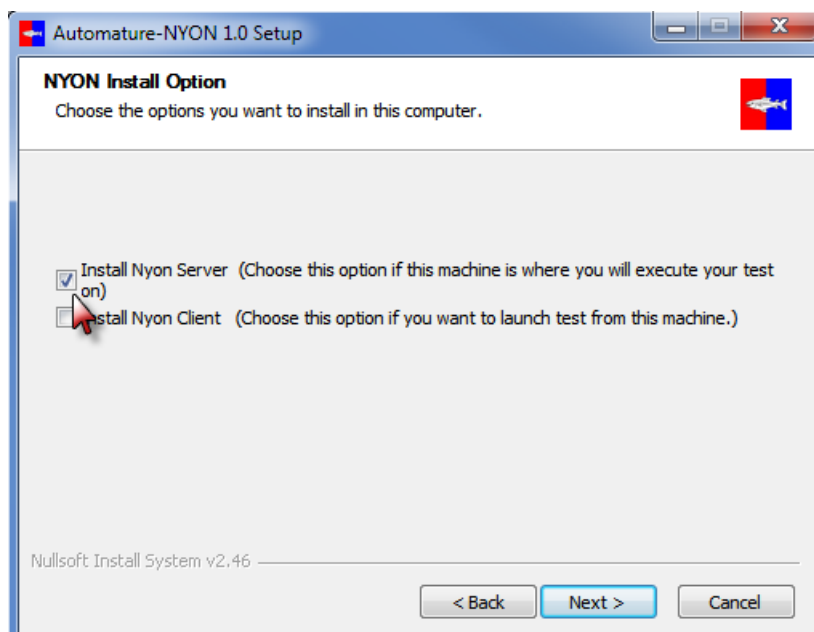 Automature-NYON 1.0 Setup
NYON Install Option
Choose the options you want to install in this computer.
Install Nyon Server (Choose this option if this machine is where you will execute your test
on)
stall Nyon Client (Choose this option if you want to launch test from this machine.)
Nullsoft Install System v2.46
< Back Next > Cancel